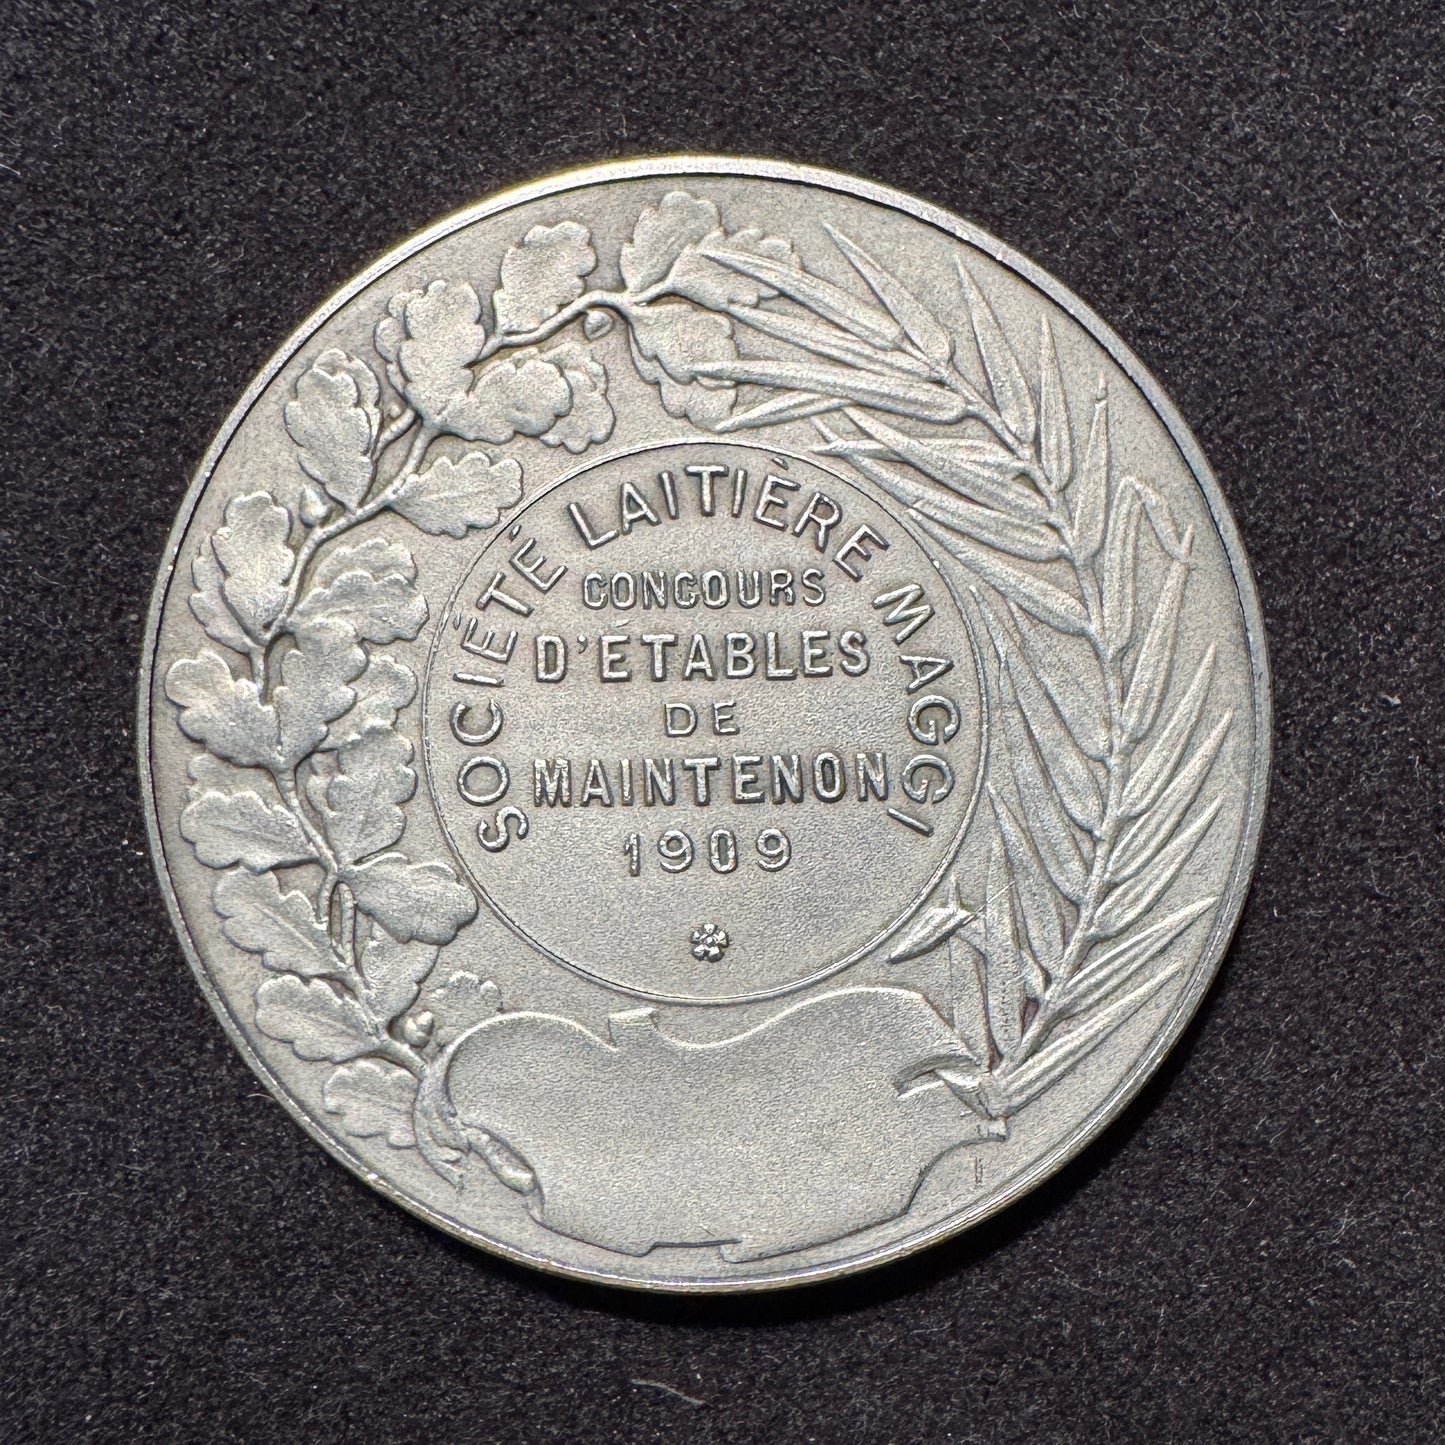 SOCIÉTÉ LAITIÈRE MAGGI
CONCOURS
D'ETABLES
DE
MAINTENON
1909